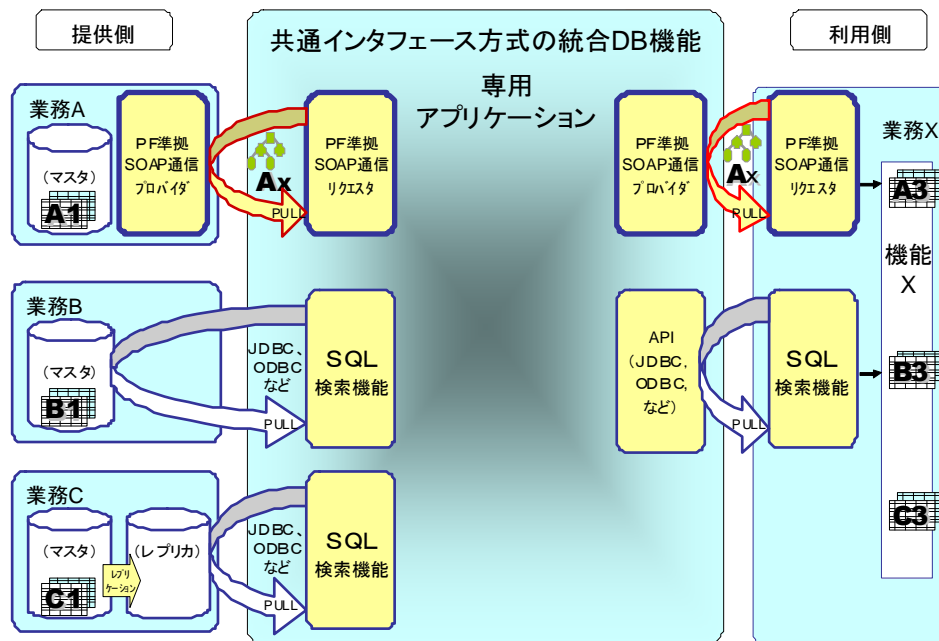 提供側
共通インタフェース方式の統合DB機能
利用側
専用
アプリケーション
業務A
(マスタ)
A1
PF準拠
SOAP通信
プロバイダ
Ax
PULL
PF準拠
SOAP通信
リクエスタ
PF準拠
SOAP通信
プロバイダ
Ax
PULL
PF準拠
SOAP通信
リクエスタ
業務X
A3
機能
X
業務B
(マスタ)
B1
JDBC、
ODBC
など
PULL
SQL
検索機能
API
(JDBC,
ODBC,
など)
PULL
SQL
検索機能
B3
業務C
(マスタ)
C1
レプリ
ケーション
(レプリカ)
JDBC、
ODBC
など
PULL
SQL
検索機能
C3